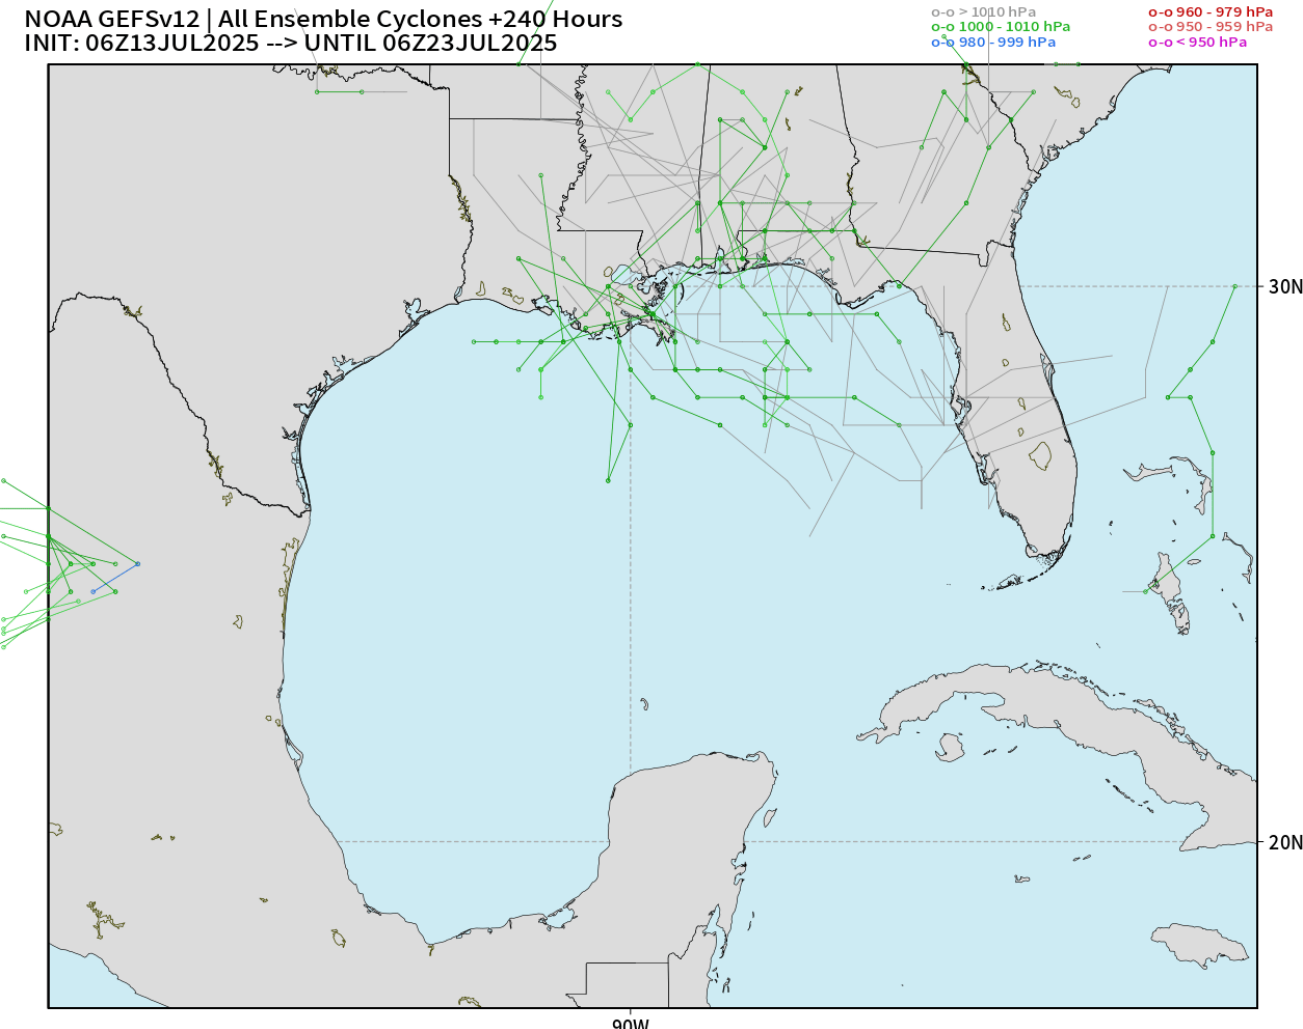 NOAA GEFSv12 | All Ensemble Cyclones +240 Hours
INIT: 06Z13JUL2025 --> UNTIL 06Z23JUL2025
o-o > 1010 hPa
o-o 1000 - 1010 hPa
o-o 980 - 999 hPa
o-o 960 - 979 hPa
o-o 950 - 959 hPa
o-o < 950 hPa
30N
20N
90W